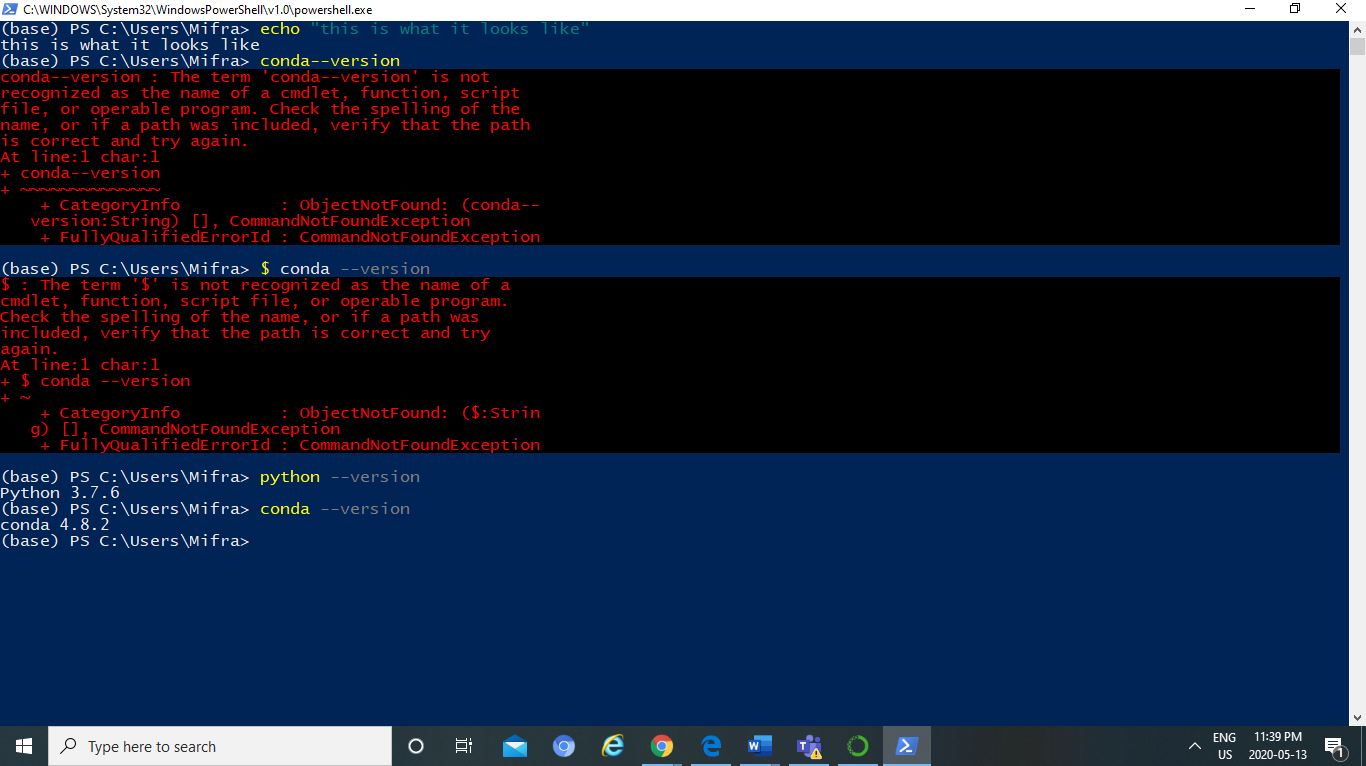 C:\WINDOWS\System32\WindowsPowerShell\v1.0\powershell.exe
(base) PS C:\Users\Mifra> echo "this is what it looks like"
this is what it looks like
(base) PS C:\Users\Mifra> conda--version
conda--version : The term 'conda--version' is not
recognized as the name of a cmdlet, function, script
file, or operable program. Check the spelling of the
name, or if a path was included, verify that the path
is correct and try again.
At line:1 char:1
+ conda--version
+ ~~~~~~~~~~~~~~
    + CategoryInfo          : ObjectNotFound: (conda--
   version:String) [], CommandNotFoundException
    + FullyQualifiedErrorId : CommandNotFoundException
(base) PS C:\Users\Mifra> $ conda --version
$ : The term '$' is not recognized as the name of a
cmdlet, function, script file, or operable program.
Check the spelling of the name, or if a path was
included, verify that the path is correct and try
again.
At line:1 char:1
+ $ conda --version
+ ~
    + CategoryInfo          : ObjectNotFound: ($:Strin
   g) [], CommandNotFoundException
    + FullyQualifiedErrorId : CommandNotFoundException
(base) PS C:\Users\Mifra> python --version
Python 3.7.6
(base) PS C:\Users\Mifra> conda --version
conda 4.8.2
(base) PS C:\Users\Mifra>
Type here to search
ENG
US
11:39 PM
2020-05-13
1